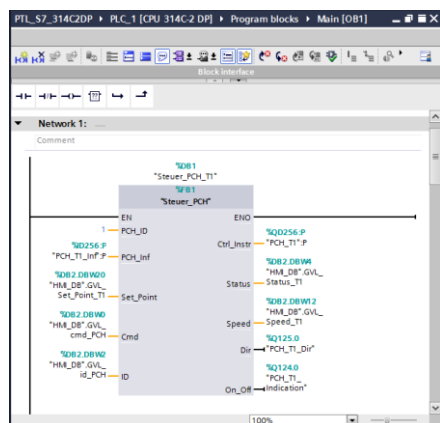 PTL_S7_314C2DP ▸ PLC_1 [CPU 314C-2 DP] ▸ Program blocks ▸ Main [OB1]
Block interface
Network 1: .....
Comment
%DB1
"Steuer_PCH_T1"
%FB1
"Steuer_PCH"
EN ENO
1 PCH_ID
%ID256:P
"PCH_T1_Inf":P PCH_Inf
%DB2.DBW20
"HMI_DB".GVL_
Set_Point_T1 Set_Point
%DB2.DBW0
"HMI_DB".GVL_
cmd_PCH Cmd
%DB2.DBW2
"HMI_DB".GVL_
id_PCH ID
%QD256:P
Ctrl_Instr "PCH_T1":P
%DB2.DBW4
"HMI_DB".GVL_
Status Status_T1
%DB2.DBW12
"HMI_DB".GVL_
Speed Speed_T1
%Q125.0
Dir "PCH_T1_Dir"
%Q124.0
"PCH_T1_
On_Off Indication"
100%